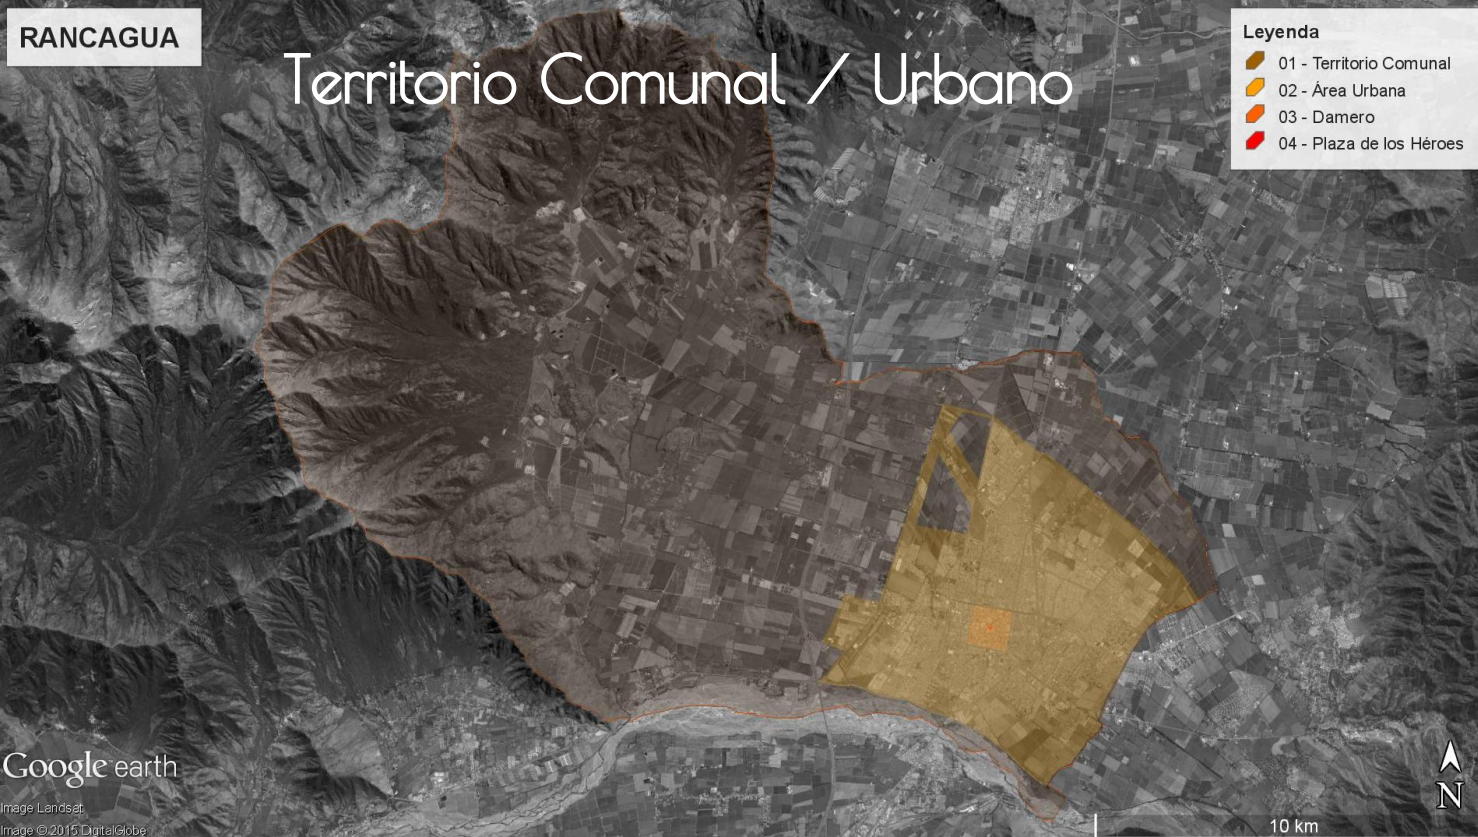 RANCAGUA
Territorio Comunal / Urbano
Leyenda
01 - Territorio Comunal
02 - Área Urbana
03 - Damero
04 - Plaza de los Héroes
Google earth
Image Landsat
Image © 2015 DigitalGlobe
N
10 km